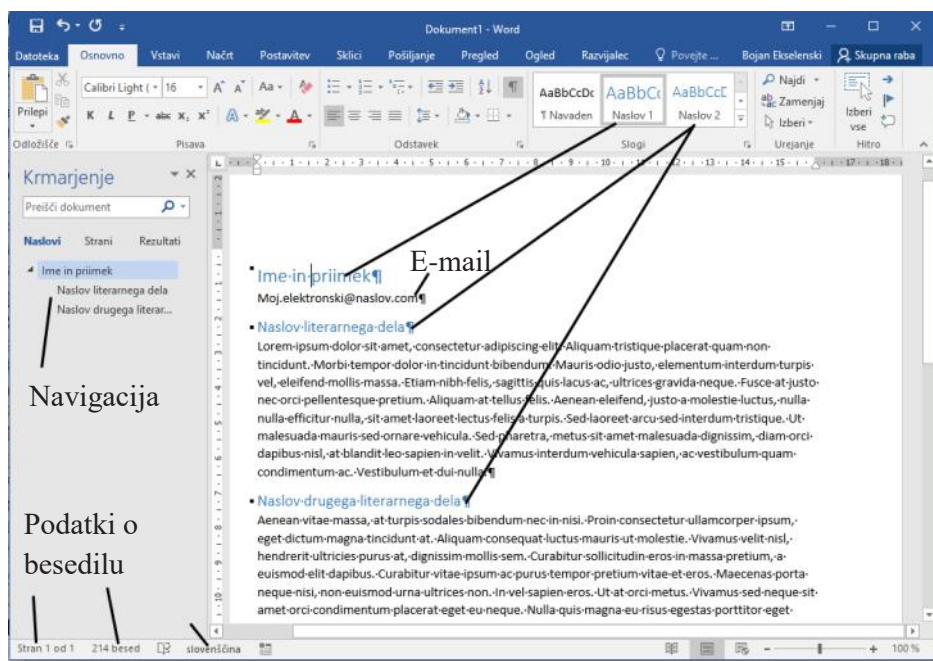 Dokument1 - Word
Datoteka Osnovno Vstavi Načrt Postavitev Sklici Pošiljanje Pregled Ogled Razvijalec Povejte ... Bojan Ekselenski Skupna raba
Prilepi
Calibri Light ( 16 A A Aa
K L P abc x, x² A A
AaBbCcDc AaBbCc AaBbCcC
¶ Navaden Naslov 1 Naslov 2
Najdi
Zamenjaj
Izberi
Izberi vse
Odložišče Pisava Odstavek Slogi Urejanje Hitro
Krmarjenje
Preišči dokument
Naslovi Strani Rezultati
Ime in priimek
Naslov literarnega dela
Naslov drugega literar...
Navigacija
Podatki o
besedilu
E-mail
Ime·in·priimek¶
Moj.elektronski@naslov.com¶
Naslov·literarnega·dela¶
Lorem·ipsum·dolor·sit·amet,·consectetur·adipiscing·elit.·Aliquam·tristique·placerat·quam·non·
tincidunt.·Morbi·tempor·dolor·in·tincidunt·bibendum.·Mauris·odio·justo,·elementum·interdum·turpis·
vel,·eleifend·mollis·massa.·Etiam·nibh·felis,·sagittis·quis·lacus·ac,·ultrices·gravida·neque.·Fusce·at·justo·
nec·orci·pellentesque·pretium.·Aliquam·at·tellus·felis.·Aenean·eleifend,·justo·a·molestie·luctus,·nulla·
nulla·efficitur·nulla,·sit·amet·laoreet·lectus·felis·a·turpis.·Sed·laoreet·arcu·sed·interdum·tristique.·Ut·
malesuada·mauris·sed·ornare·vehicula.·Sed·pharetra,·metus·sit·amet·malesuada·dignissim,·diam·orci·
dapibus·nisl,·at·blandit·leo·sapien·in·velit.·Vivamus·interdum·vehicula·sapien,·ac·vestibulum·quam·
condimentum·ac.·Vestibulum·et·dui·nulla.¶
Naslov·drugega·literarnega·dela¶
Aenean·vitae·massa,·at·turpis·sodales·bibendum·nec·in·nisi.·Proin·consectetur·ullamcorper·ipsum,·
eget·dictum·magna·tincidunt·at.·Aliquam·consequat·luctus·mauris·ut·molestie.·Vivamus·velit·nisl,·
hendrerit·ultricies·purus·at,·dignissim·mollis·sem.·Curabitur·sollicitudin·eros·in·massa·pretium,·a·
euismod·elit·dapibus.·Curabitur·vitae·ipsum·ac·purus·tempor·pretium·vitae·et·eros.·Maecenas·porta·
neque·nisi,·non·euismod·urna·ultrices·non.·In·vel·sapien·eros.·Ut·at·orci·metus.·Vivamus·sed·neque·sit·
amet·orci·condimentum·placerat·eget·eu·neque.·Nulla·quis·magna·eu·risus·egestas·porttitor·eget·
Stran 1 od 1 214 besed slovenščina 100 %